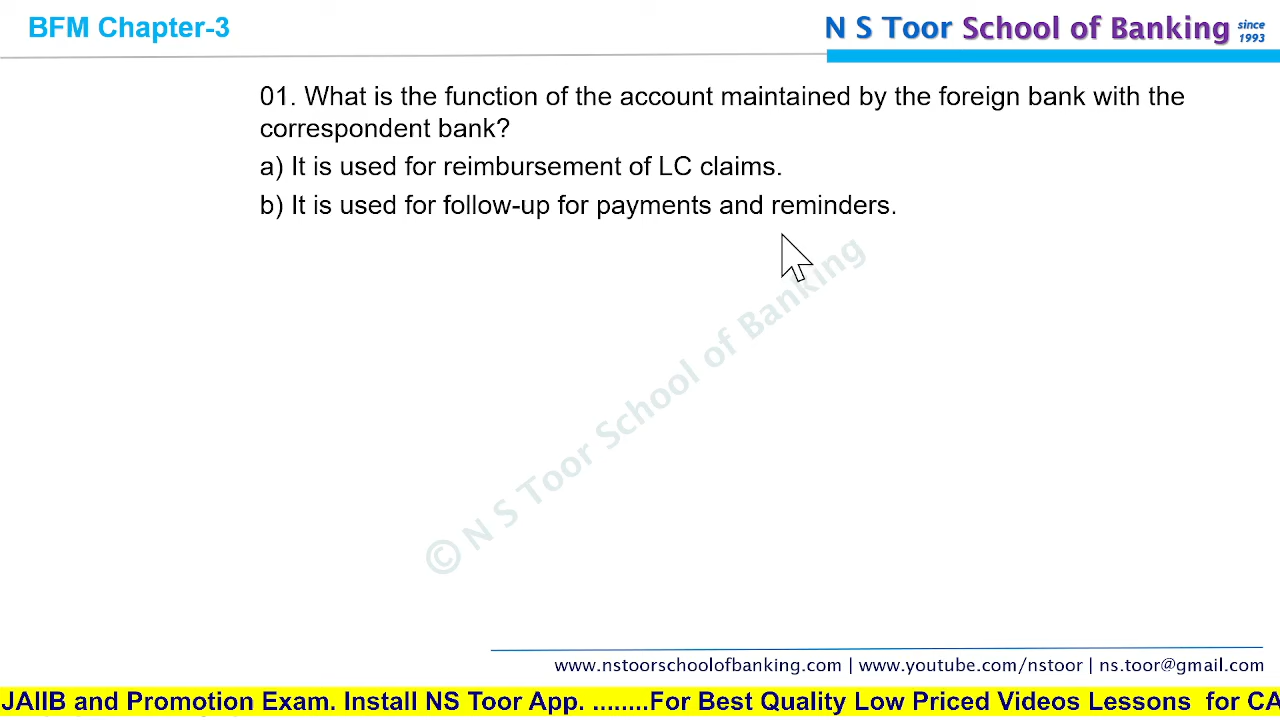 BFM Chapter-3
N S Toor School of Banking since 1993
01. What is the function of the account maintained by the foreign bank with the
correspondent bank?
a) It is used for reimbursement of LC claims.
b) It is used for follow-up for payments and reminders.
© N S Toor School of Banking
www.nstoorschoolofbanking.com | www.youtube.com/nstoor | ns.toor@gmail.com
JAIIB and Promotion Exam. Install NS Toor App. ........For Best Quality Low Priced Videos Lessons for CA